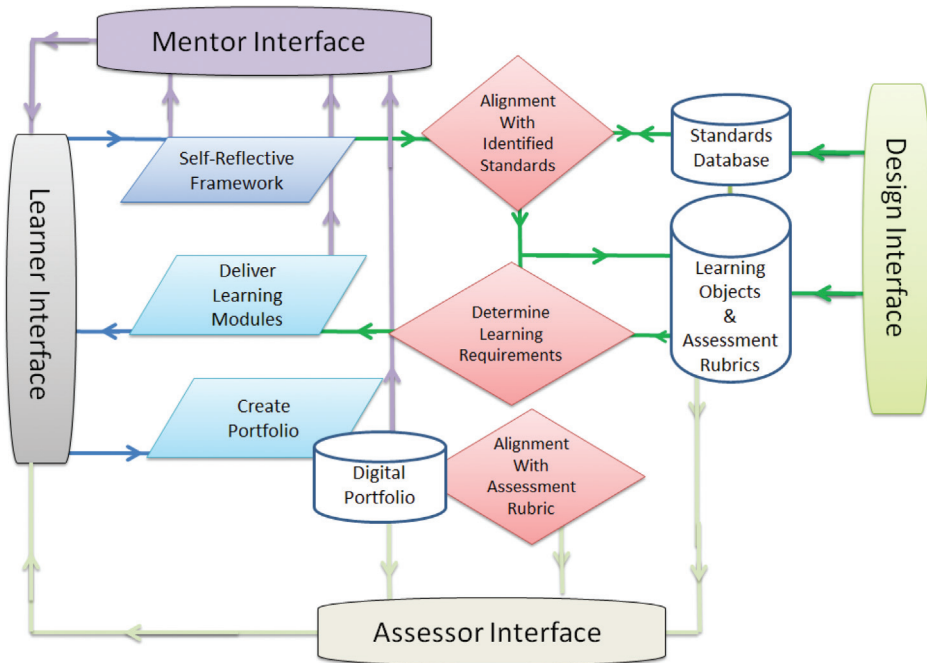 Mentor Interface
Alignment
With
Identified
Standards
Standards
Database
Self-Reflective
Framework
Learner Interface
Design Interface
Deliver
Learning
Modules
Determine
Learning
Requirements
Learning
Objects
&
Assessment
Rubrics
Create
Portfolio
Digital
Portfolio
Alignment
With
Assessment
Rubric
Assessor Interface